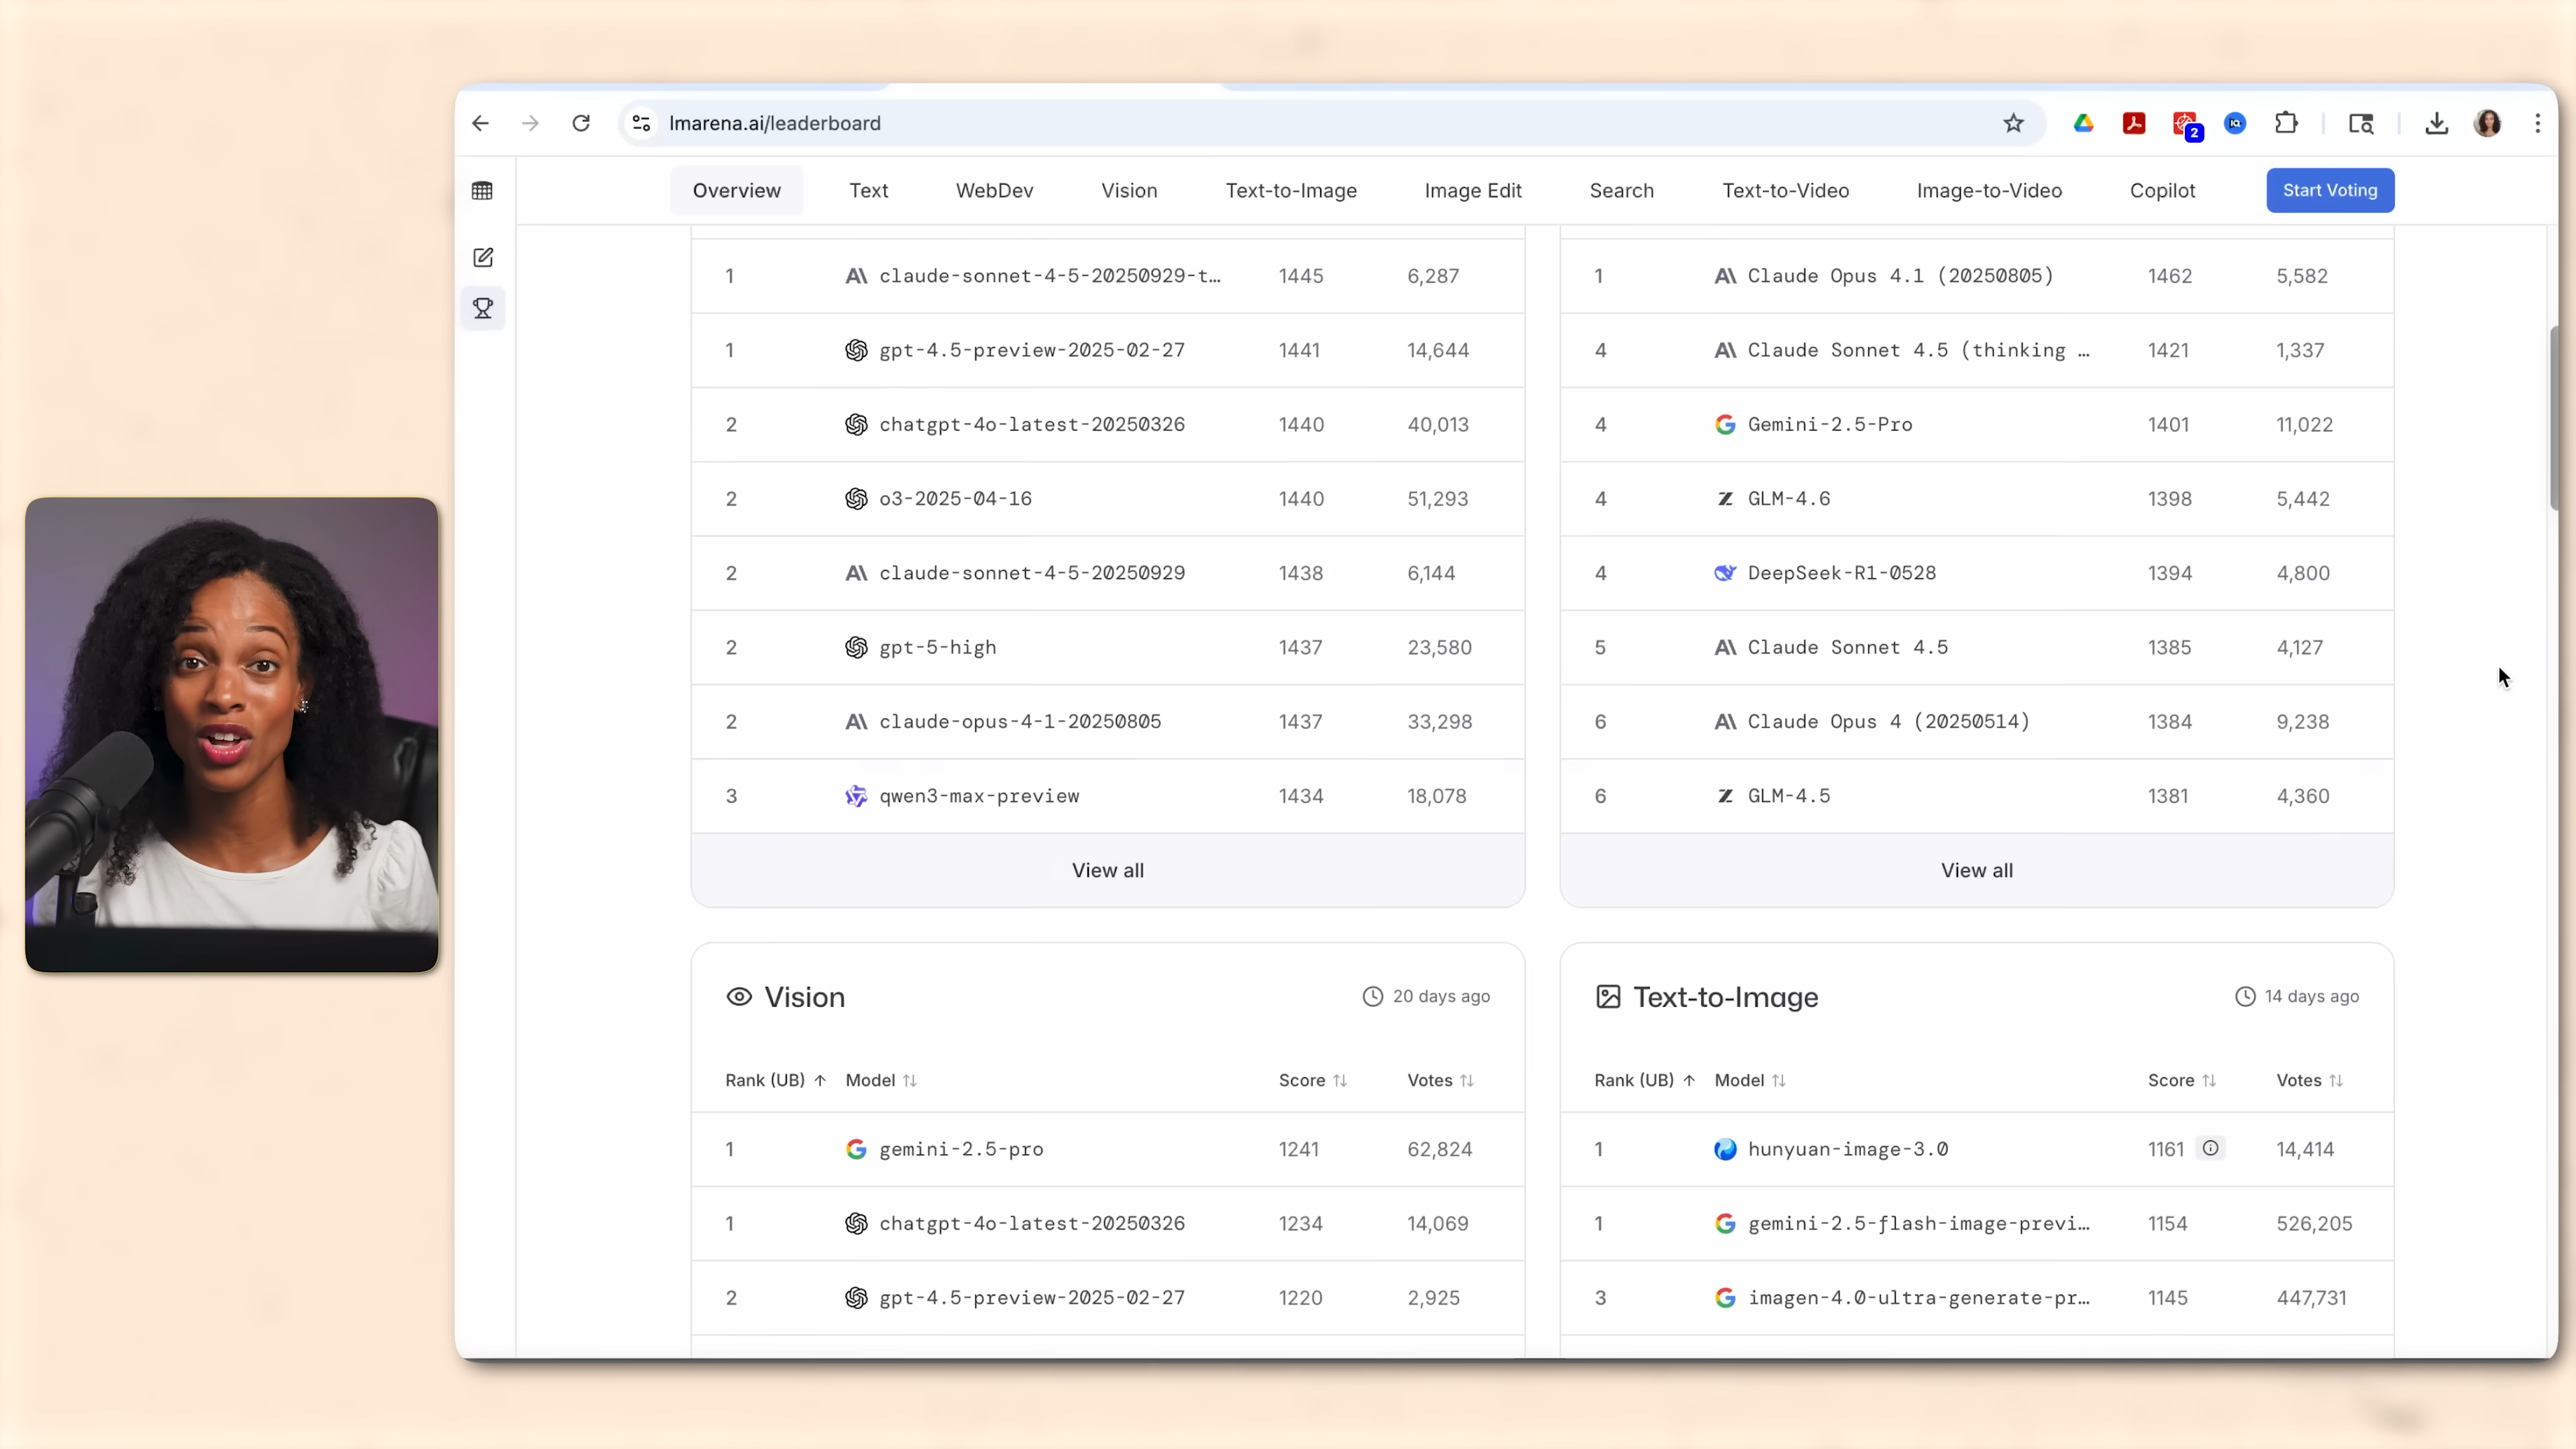 lmarena.ai/leaderboard
2
Overview Text WebDev Vision Text-to-Image Image Edit Search Text-to-Video Image-to-Video Copilot Start Voting
1 claude-sonnet-4-5-20250929-t… 1445 6,287
1 gpt-4.5-preview-2025-02-27 1441 14,644
2 chatgpt-4o-latest-20250326 1440 40,013
2 o3-2025-04-16 1440 51,293
2 claude-sonnet-4-5-20250929 1438 6,144
2 gpt-5-high 1437 23,580
2 claude-opus-4-1-20250805 1437 33,298
3 qwen3-max-preview 1434 18,078
View all
1 Claude Opus 4.1 (20250805) 1462 5,582
4 Claude Sonnet 4.5 (thinking … 1421 1,337
4 Gemini-2.5-Pro 1401 11,022
4 GLM-4.6 1398 5,442
4 DeepSeek-R1-0528 1394 4,800
5 Claude Sonnet 4.5 1385 4,127
6 Claude Opus 4 (20250514) 1384 9,238
6 GLM-4.5 1381 4,360
View all
Vision 20 days ago
Rank (UB) Model Score Votes
1 gemini-2.5-pro 1241 62,824
1 chatgpt-4o-latest-20250326 1234 14,069
2 gpt-4.5-preview-2025-02-27 1220 2,925
Text-to-Image 14 days ago
Rank (UB) Model Score Votes
1 hunyuan-image-3.0 1161 14,414
1 gemini-2.5-flash-image-previ… 1154 526,205
3 imagen-4.0-ultra-generate-pr… 1145 447,731